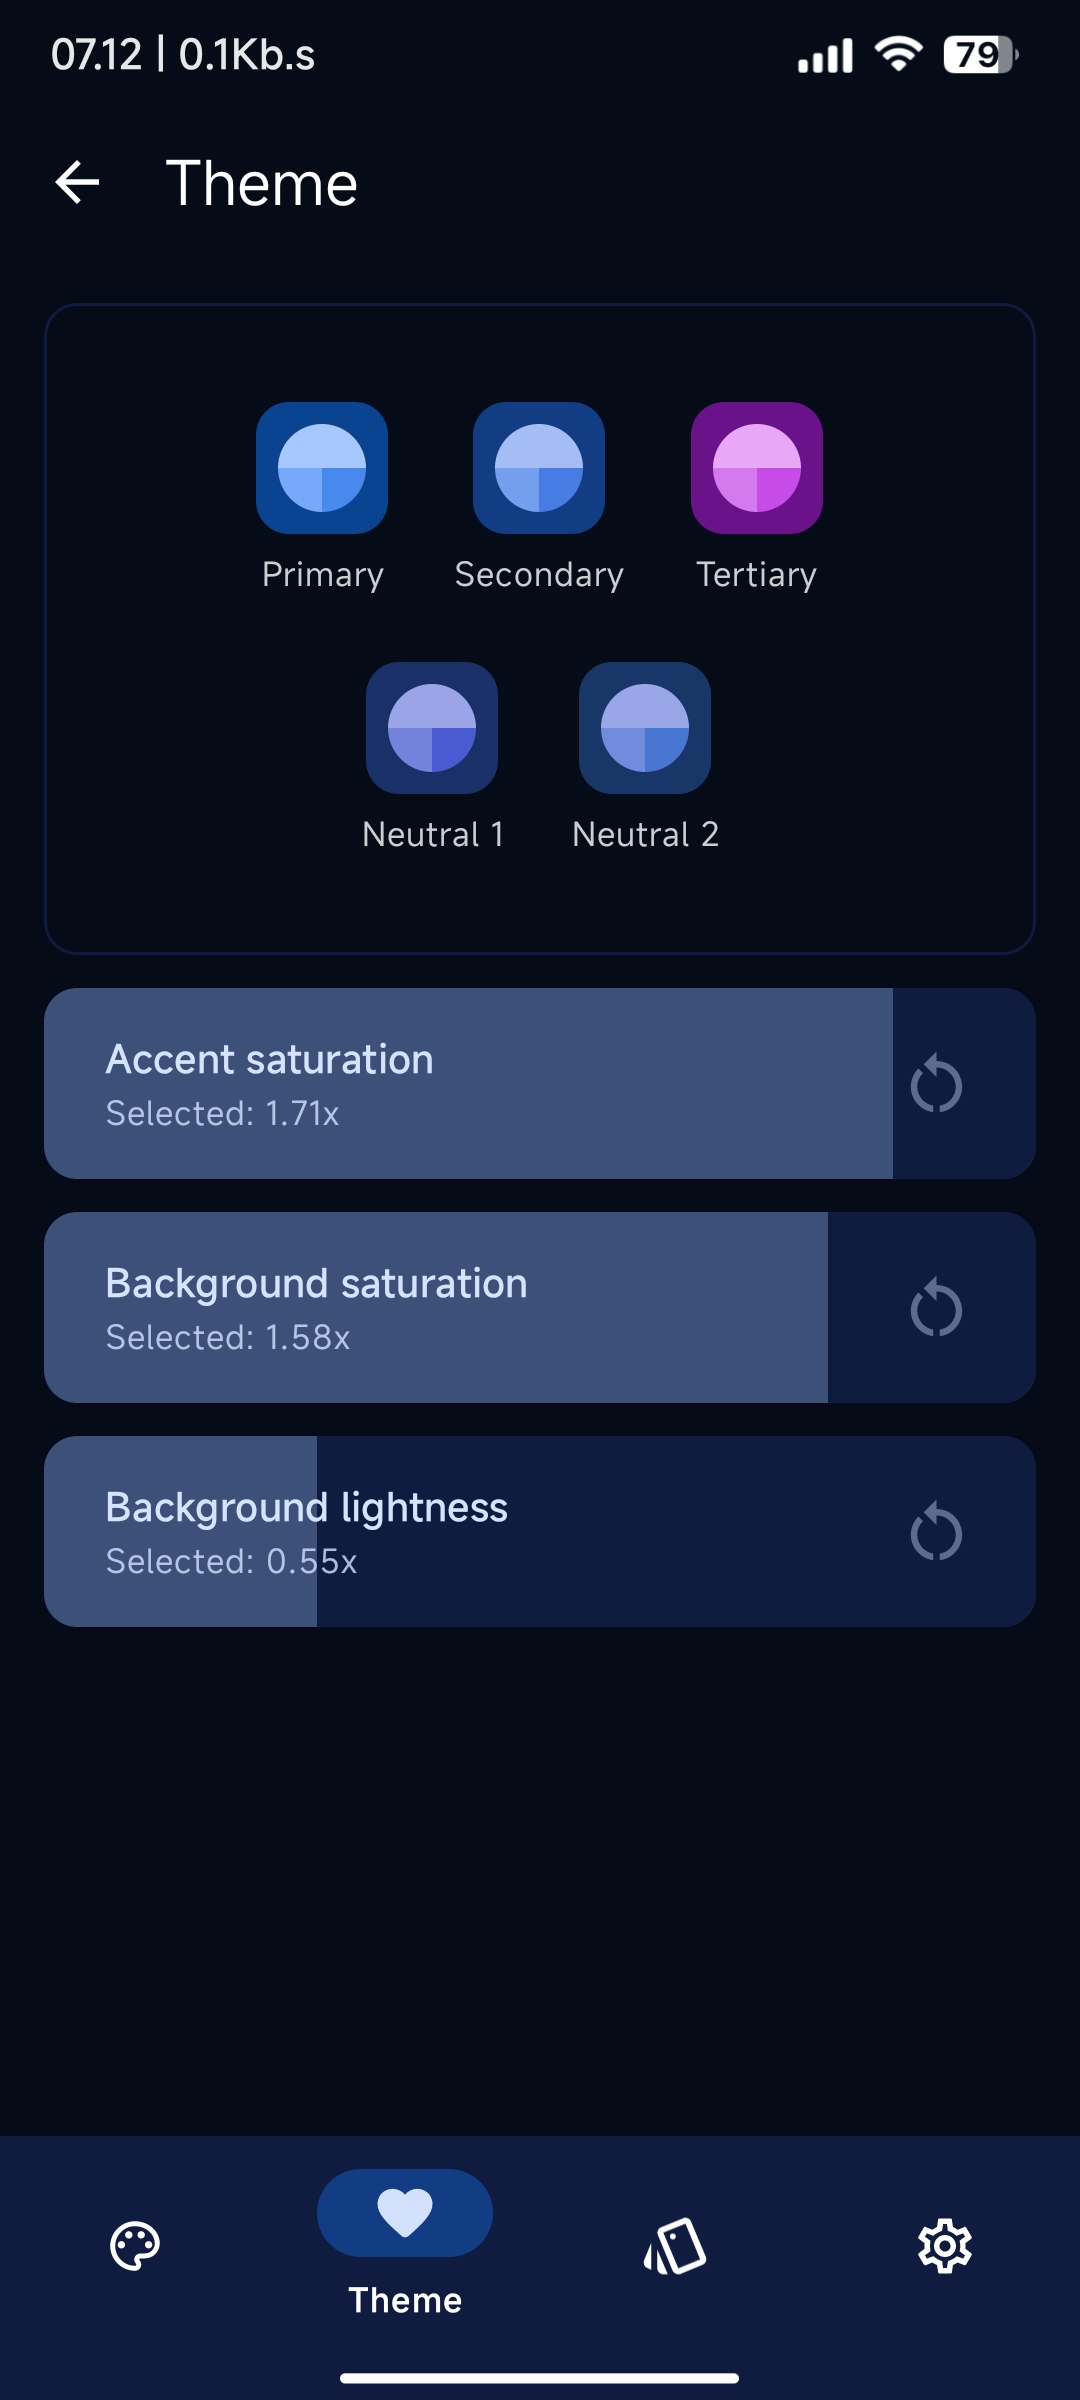 07.12 | 0.1Kb.s
79
Theme
Primary
Secondary
Tertiary
Neutral 1
Neutral 2
Accent saturation
Selected: 1.71x
Background saturation
Selected: 1.58x
Background lightness
Selected: 0.55x
Theme